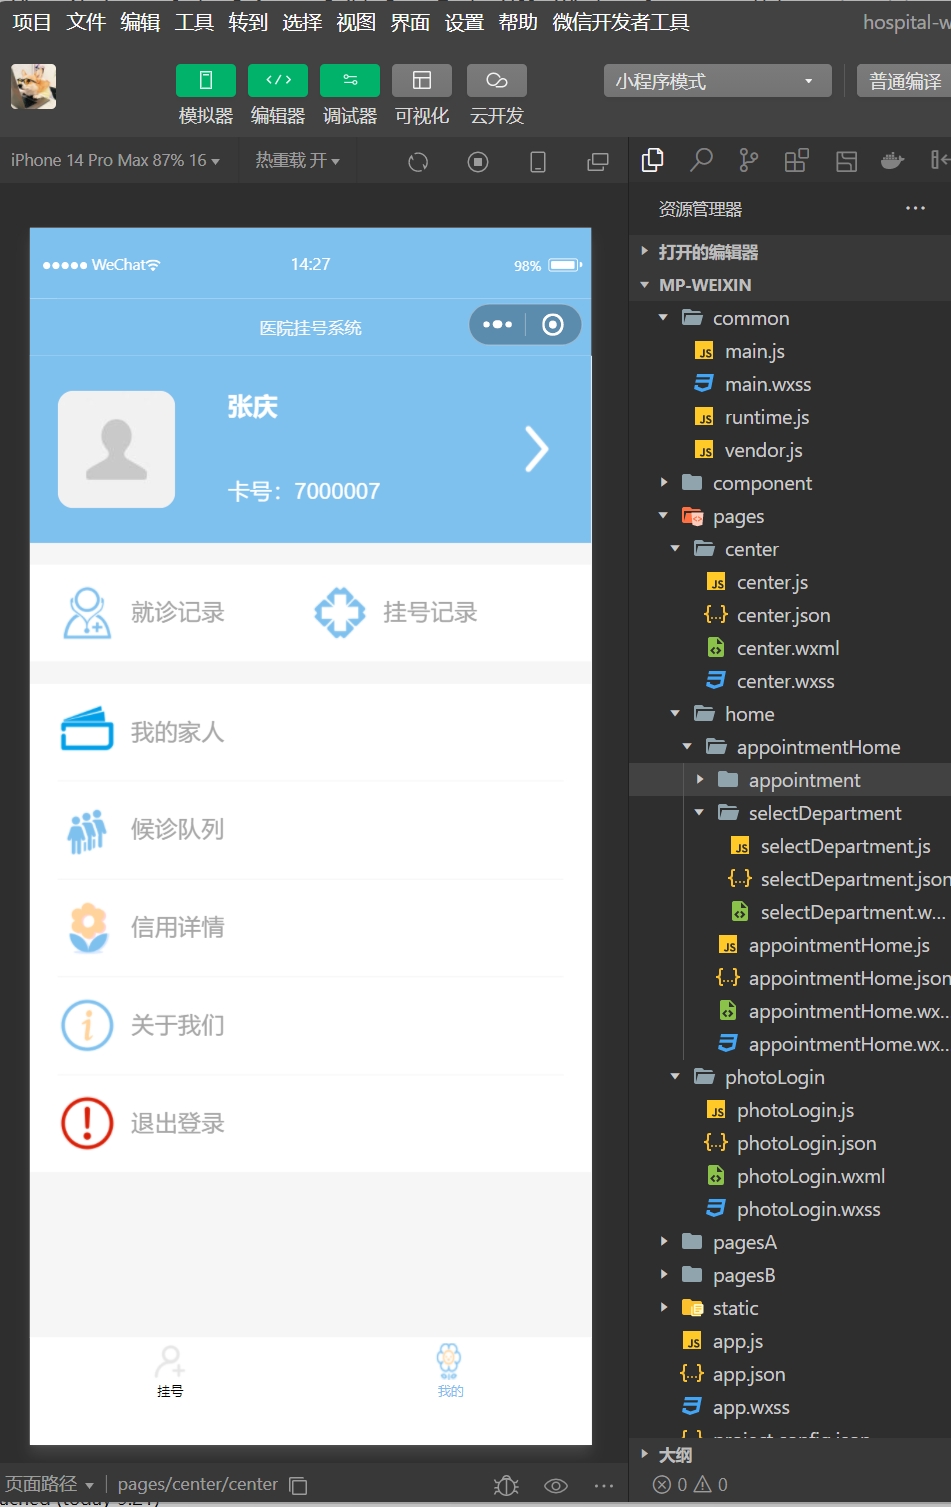 项目 文件 编辑 工具 转到 选择 视图 界面 设置 帮助 微信开发者工具 hospital-w
模拟器 编辑器 调试器 可视化 云开发
小程序模式 普通编译
iPhone 14 Pro Max 87% 16 热重载 开
资源管理器
打开的编辑器
MP-WEIXIN
common
main.js
main.wxss
runtime.js
vendor.js
component
pages
center
center.js
center.json
center.wxml
center.wxss
home
appointmentHome
appointment
selectDepartment
selectDepartment.js
selectDepartment.json
selectDepartment.w...
appointmentHome.js
appointmentHome.json
appointmentHome.wx...
appointmentHome.wx...
photoLogin
photoLogin.js
photoLogin.json
photoLogin.wxml
photoLogin.wxss
pagesA
pagesB
static
app.js
app.json
app.wxss
project.config.json
大纲
0 0
WeChat 14:27 98%
医院挂号系统
张庆
卡号：7000007
就诊记录 挂号记录
我的家人
候诊队列
信用详情
关于我们
退出登录
挂号 我的
页面路径 pages/center/center